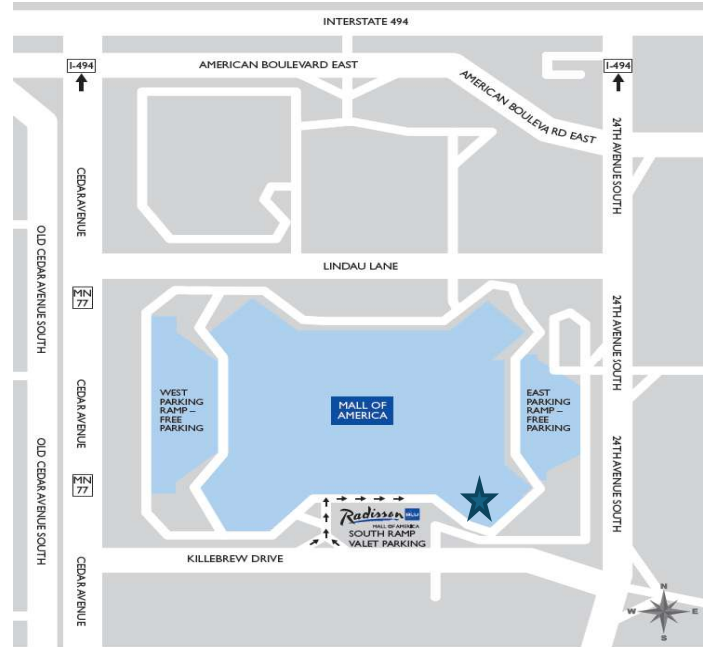 INTERSTATE 494
I-494
AMERICAN BOULEVARD EAST
AMERICAN BOULEVARD EAST
I-494
CEDAR AVENUE
24TH AVENUE SOUTH
OLD CEDAR AVENUE SOUTH
LINDAU LANE
MN
77
24TH AVENUE SOUTH
CEDAR AVENUE
WEST
PARKING
RAMP –
FREE
PARKING
MALL OF
AMERICA
EAST
PARKING
RAMP –
FREE
PARKING
OLD CEDAR AVENUE SOUTH
MN
77
24TH AVENUE SOUTH
Radisson BLU
MALL OF AMERICA
SOUTH RAMP
VALET PARKING
KILLEBREW DRIVE
CEDAR AVENUE
N
W E
S